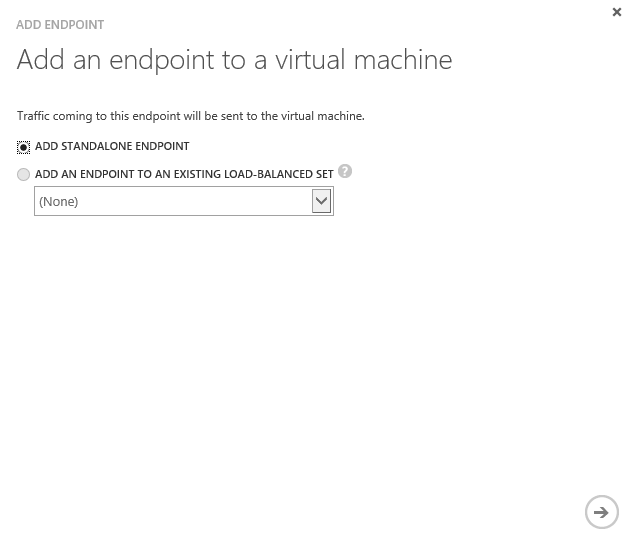 ADD ENDPOINT
Add an endpoint to a virtual machine
Traffic coming to this endpoint will be sent to the virtual machine.
ADD STANDALONE ENDPOINT
ADD AN ENDPOINT TO AN EXISTING LOAD-BALANCED SET ?
(None)